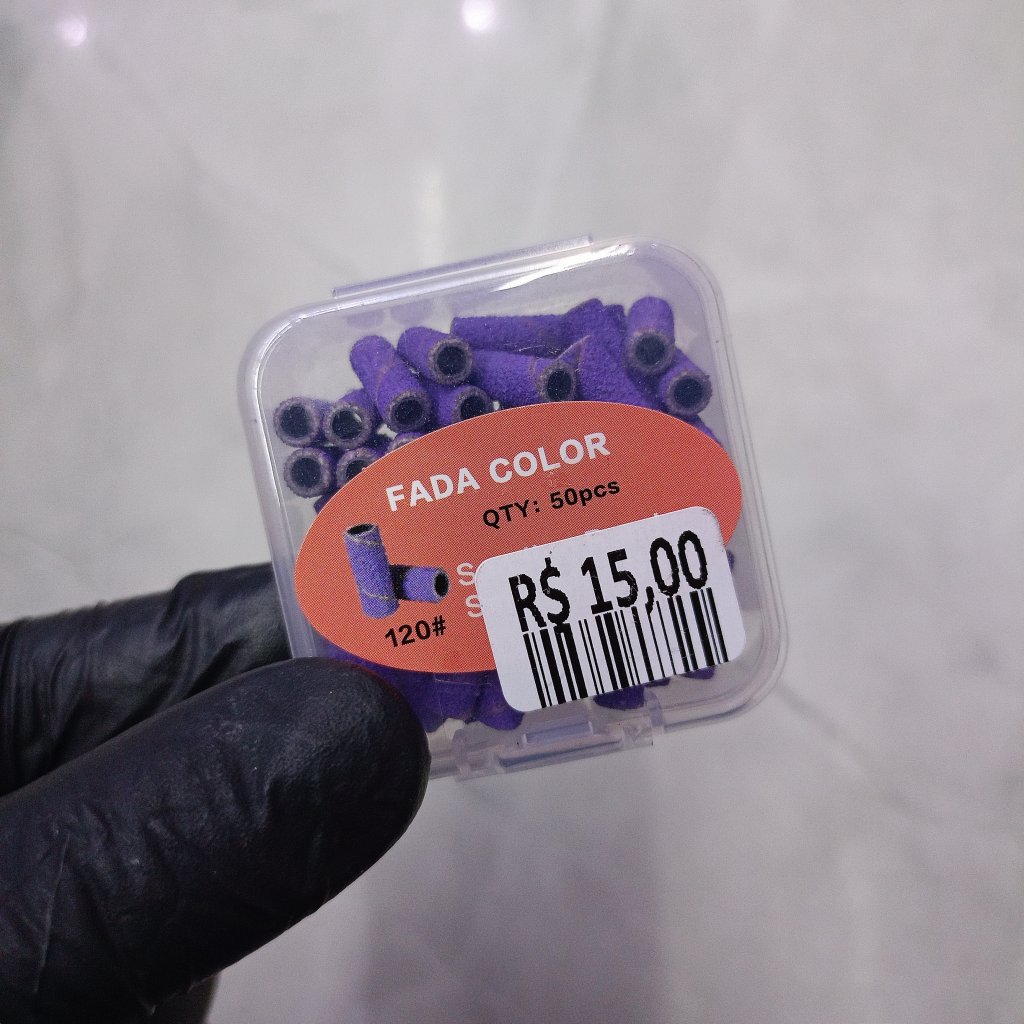 FADA COLOR
QTY: 50pcs
R$ 15,00
120#